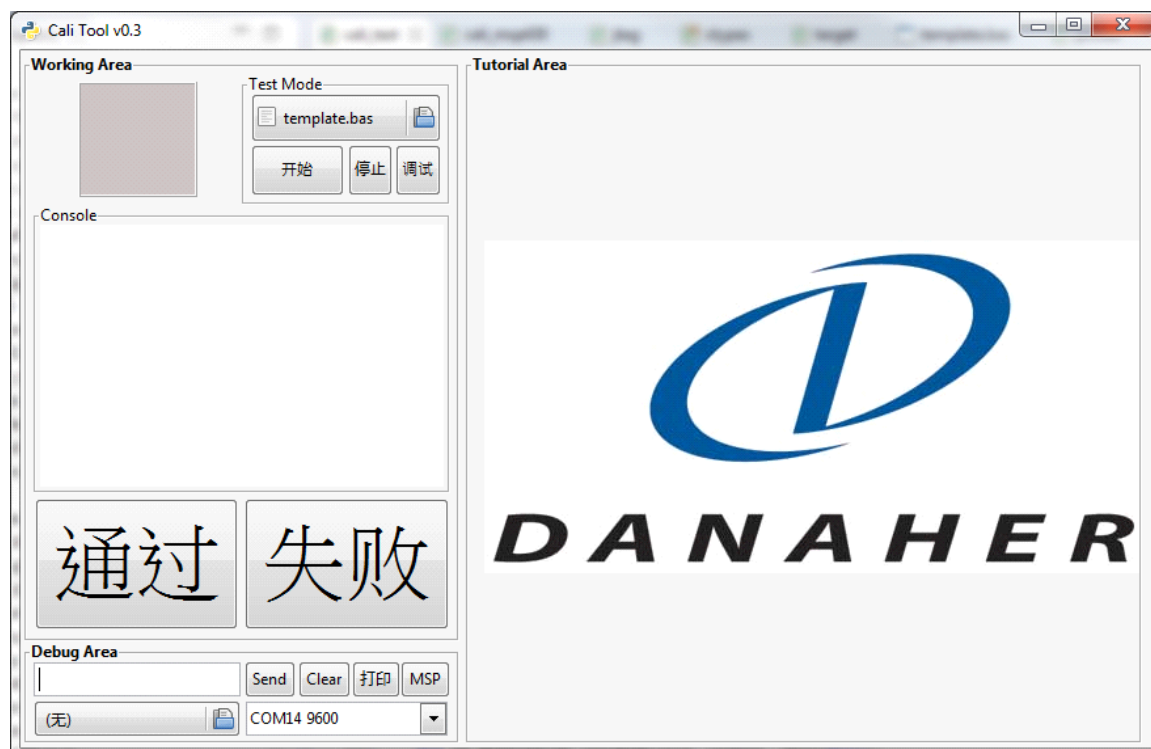 Cali Tool v0.3
Working Area
Test Mode
template.bas
开始 停止 调试
Console
通过 失败
Debug Area
Send Clear 打印 MSP
(无) COM14 9600
Tutorial Area
DANAHER